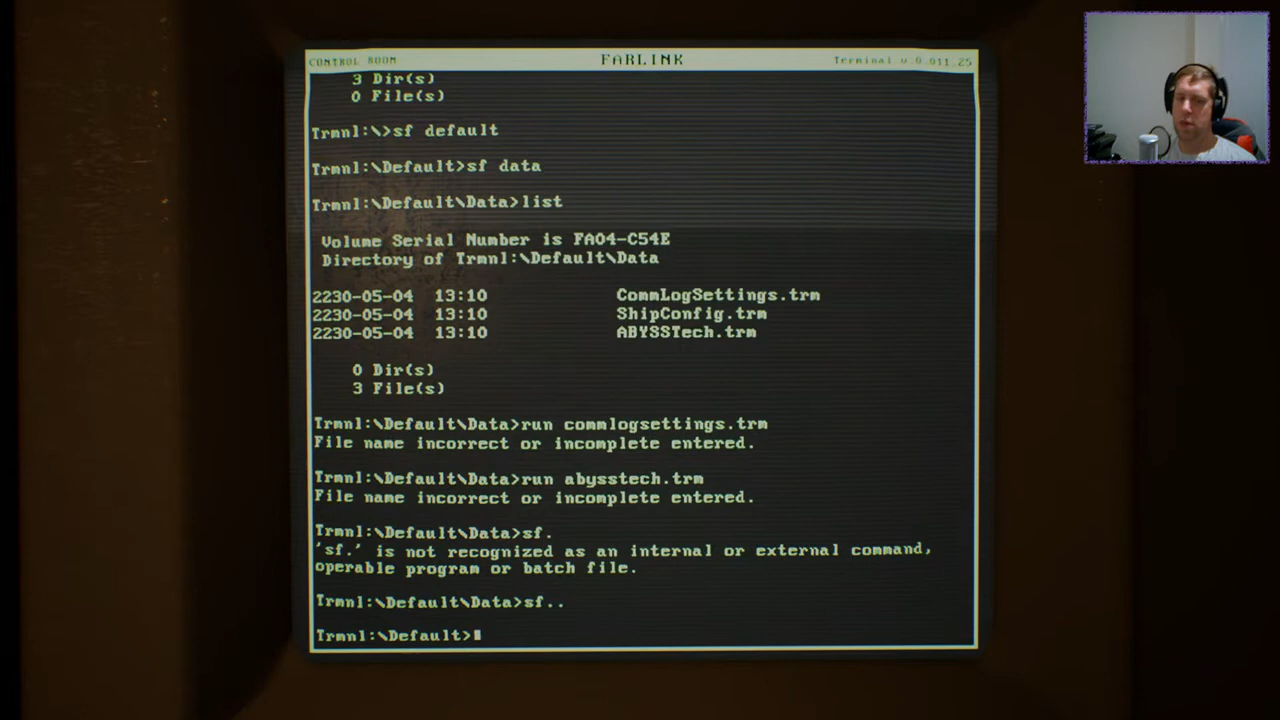 CONTROL ROOM FARLINK Terminal v.0.011.25
3 Dir(s)
0 File(s)
Trmnl:\>sf default
Trmnl:\Default>sf data
Trmnl:\Default\Data>list
Volume Serial Number is FA04-C54E
Directory of Trmnl:\Default\Data
2230-05-04 13:10 CommLogSettings.trm
2230-05-04 13:10 ShipConfig.trm
2230-05-04 13:10 ABYSSTech.trm
0 Dir(s)
3 File(s)
Trmnl:\Default\Data>run commlogsettings.trm
File name incorrect or incomplete entered.
Trmnl:\Default\Data>run abysstech.trm
File name incorrect or incomplete entered.
Trmnl:\Default\Data>sf.
'sf.' is not recognized as an internal or external command,
operable program or batch file.
Trmnl:\Default\Data>sf..
Trmnl:\Default>